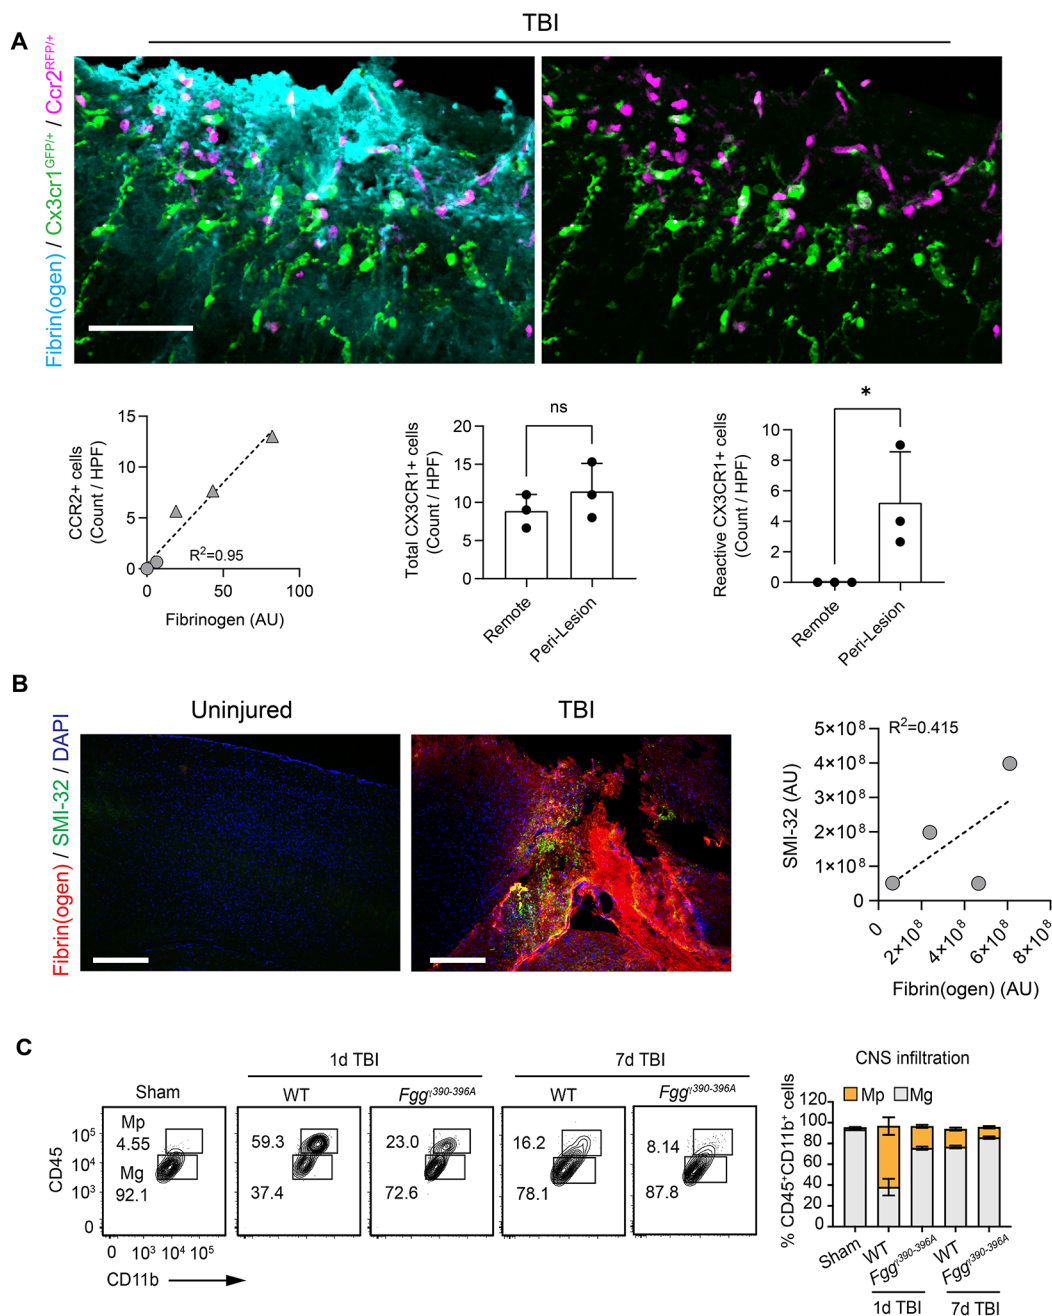 A
TBI
Fibrin(ogen) / Cx3cr1GFP/+ / Ccr2RFP/+
CCR2+ cells
(Count / HPF)
15
10
5
0
0
50
100
R2=0.95
Fibrinogen (AU)
Total CX3CR1+ cells
(Count / HPF)
20
15
10
5
0
ns
Remote
Peri-Lesion
Reactive CX3CR1+ cells
(Count / HPF)
10
8
6
4
2
0
*
Remote
Peri-Lesion
B
Uninjured
TBI
Fibrin(ogen) / SMI-32 / DAPI
SMI-32 (AU)
5×10⁸
4×10⁸
3×10⁸
2×10⁸
1×10⁸
0
R2=0.415
0
2×10⁸
4×10⁸
6×10⁸
8×10⁸
Fibrin(ogen) (AU)
C
1d TBI
7d TBI
Sham
WT
Fggγ390-396A
WT
Fggγ390-396A
CD45
10⁵
10⁴
10³
0
Mp
4.55
Mg
92.1
59.3
37.4
23.0
72.6
16.2
78.1
8.14
87.8
0
10³
10⁴
10⁵
CD11b
CNS infiltration
Mp
Mg
% CD45+CD11b+ cells
120
100
80
60
40
20
0
Sham
WT
Fggγ390-396A
WT
Fggγ390-396A
1d TBI
7d TBI